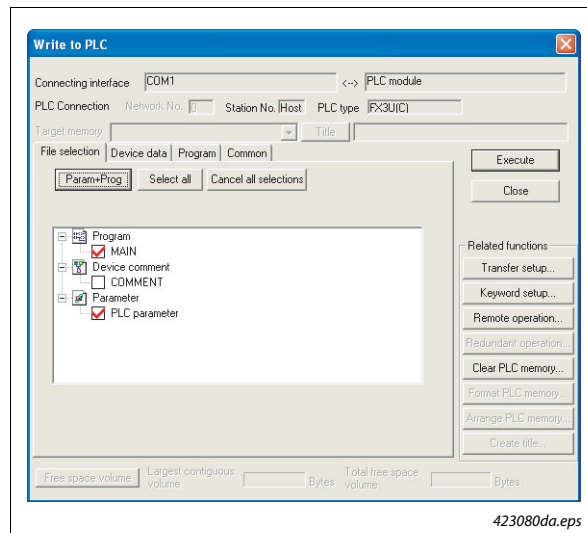 Write to PLC
Connecting interface COM1 <--> PLC module
PLC Connection Network No. 0 Station No. Host PLC type FX3U(C)
Target memory Title
File selection Device data Program Common
Execute
Param+Prog Select all Cancel all selections
Close
Program
MAIN
Device comment
COMMENT
Parameter
PLC parameter
Related functions
Transfer setup...
Keyword setup...
Remote operation...
Redundant operation...
Clear PLC memory...
Format PLC memory...
Arrange PLC memory...
Create title...
Free space volume Largest contiguous volume Bytes Total free space volume Bytes
423080da.eps